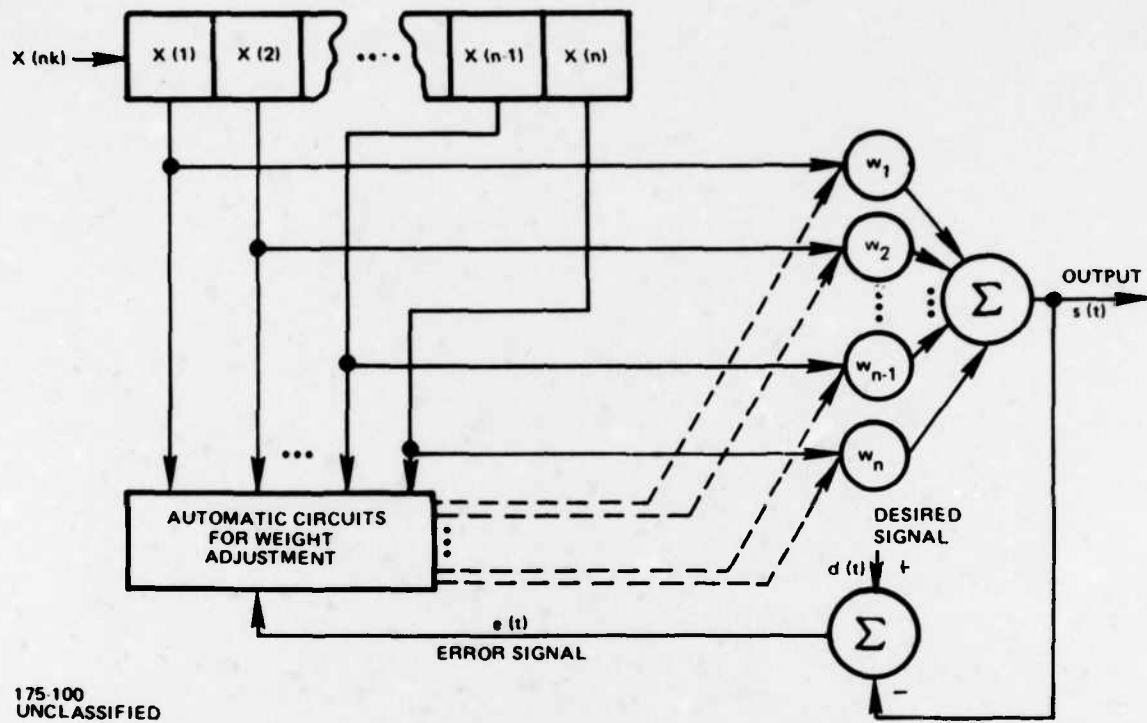 X (nk)
X (1)
X (2)
X (n-1)
X (n)
w1
w2
wn-1
wn
Σ
OUTPUT
s (t)
AUTOMATIC CIRCUITS
FOR WEIGHT
ADJUSTMENT
DESIRED
SIGNAL
d (t)
+
Σ
−
e (t)
ERROR SIGNAL
175-100
UNCLASSIFIED